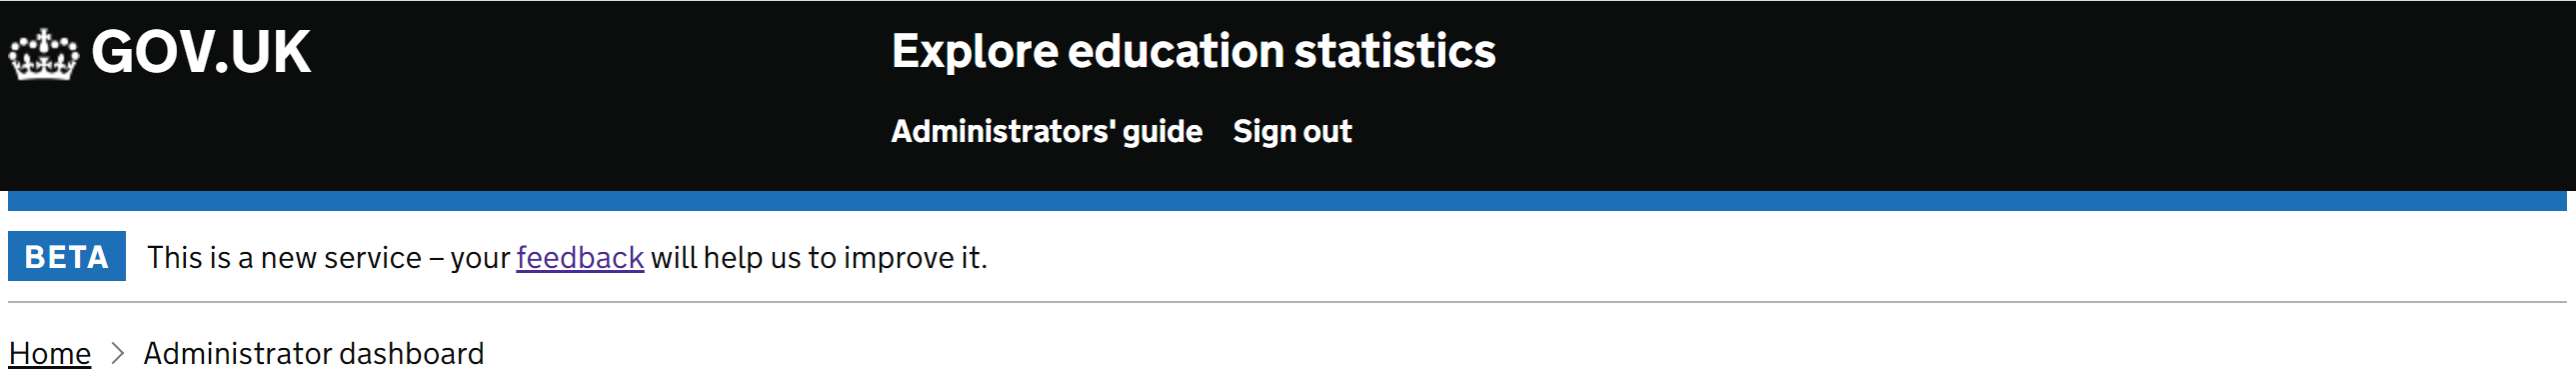 GOV.UK
Explore education statistics
Administrators' guide Sign out
BETA This is a new service – your feedback will help us to improve it.
Home > Administrator dashboard